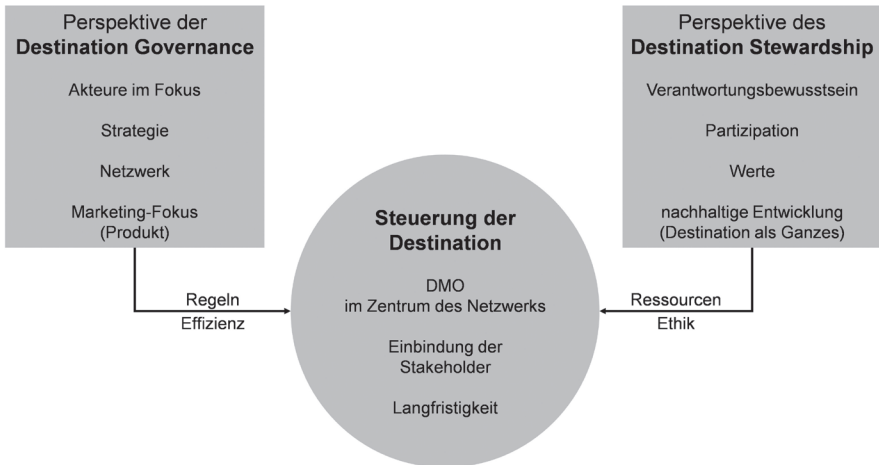 Perspektive der
Destination Governance
Akteure im Fokus
Strategie
Netzwerk
Marketing-Fokus
(Produkt)
Regeln
Effizienz
Steuerung der
Destination
DMO
im Zentrum des Netzwerks
Einbindung der
Stakeholder
Langfristigkeit
Perspektive des
Destination Stewardship
Verantwortungsbewusstsein
Partizipation
Werte
nachhaltige Entwicklung
(Destination als Ganzes)
Ressourcen
Ethik